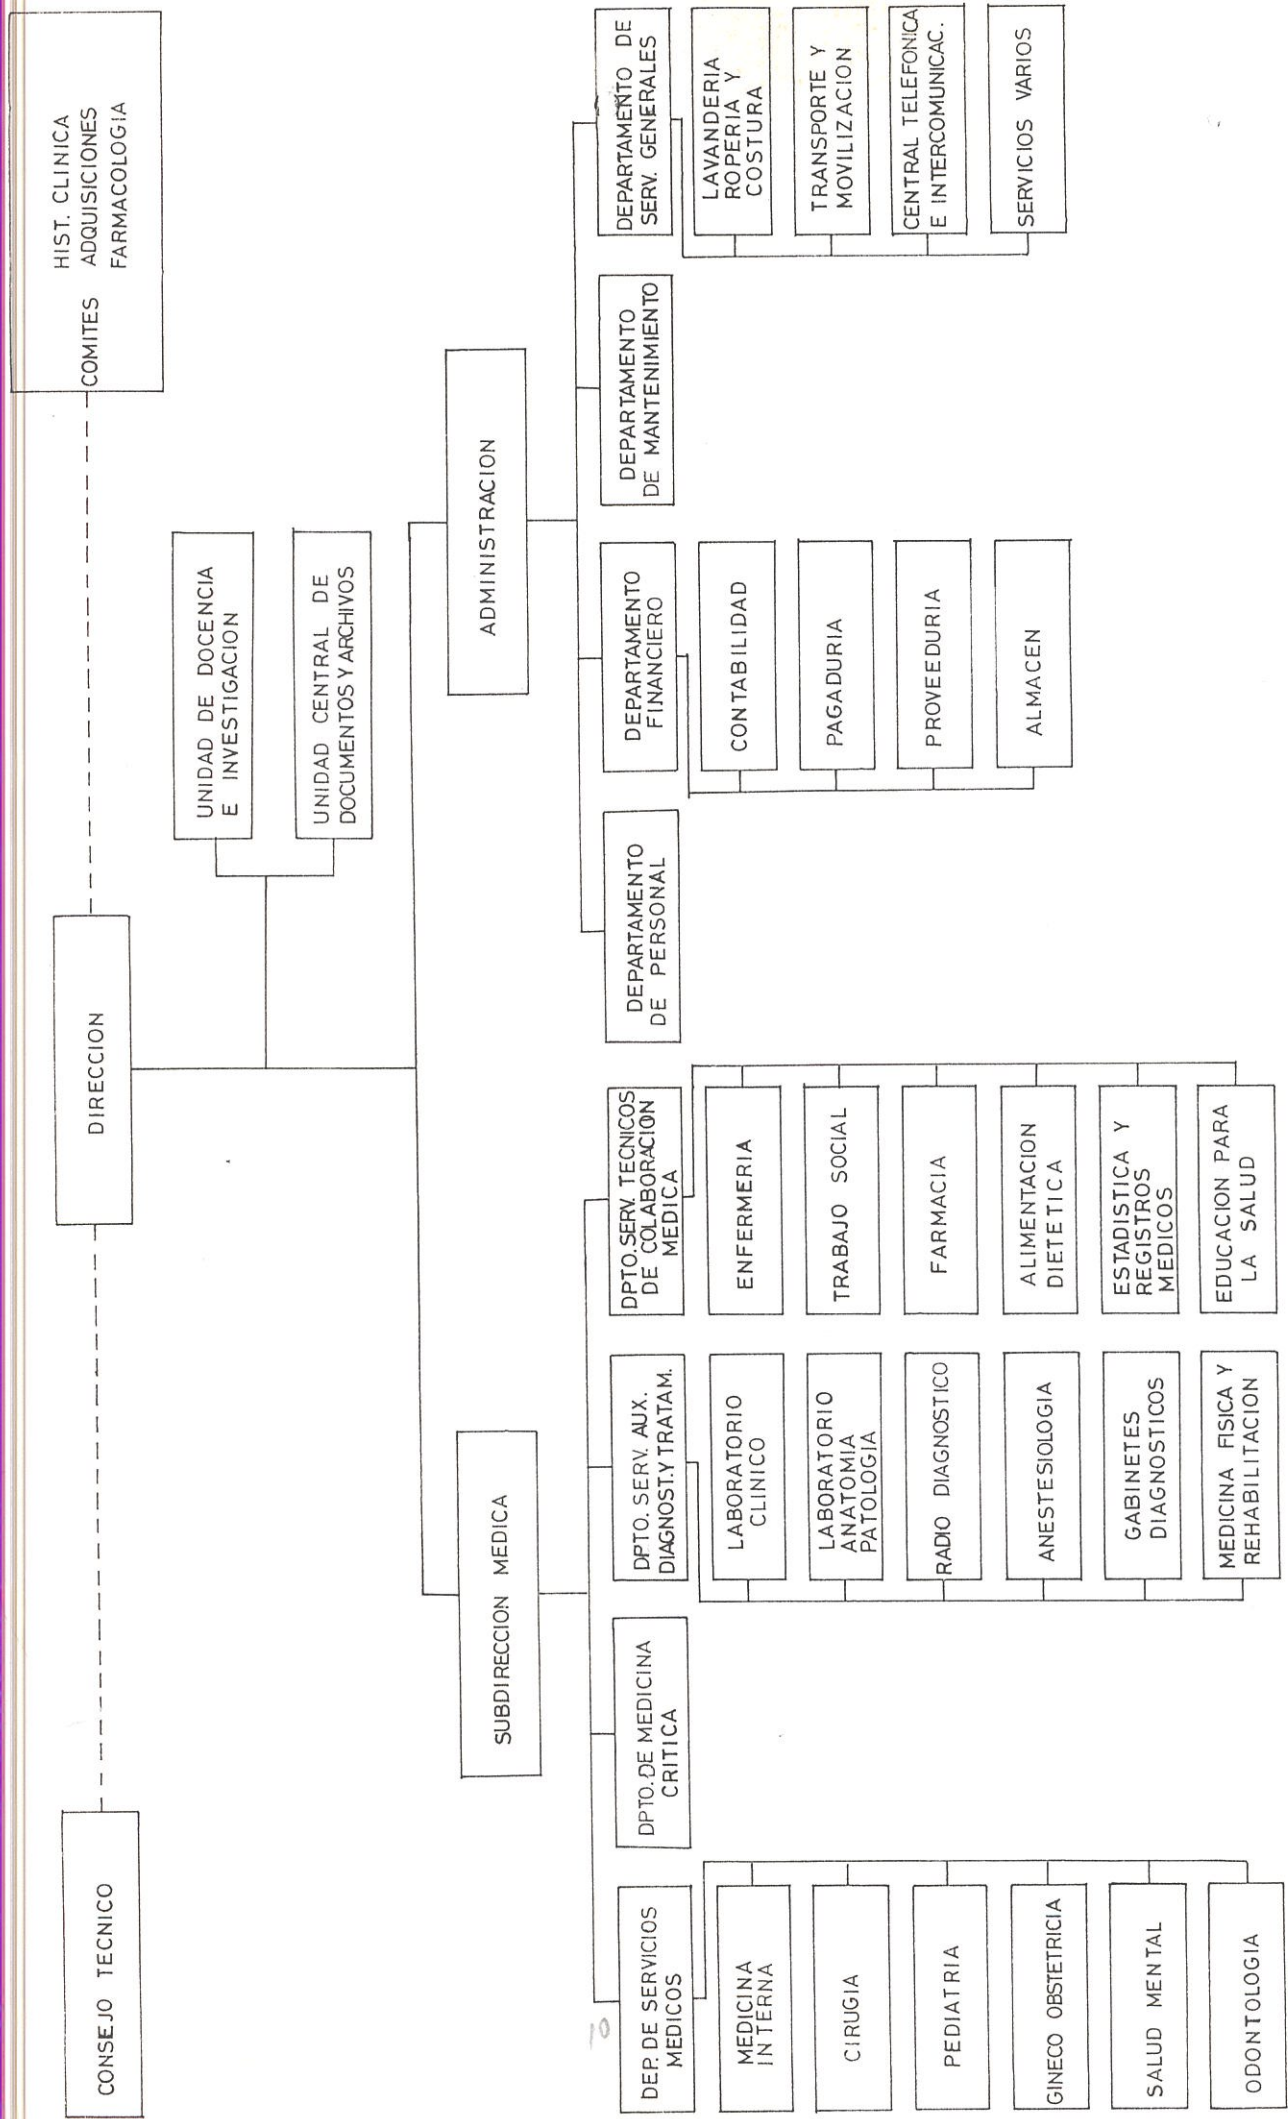 CONSEJO TECNICO
DIRECCION
HIST. CLINICA
COMITES ADQUISICIONES
FARMACOLOGIA
UNIDAD DE DOCENCIA
E INVESTIGACION
UNIDAD CENTRAL DE
DOCUMENTOS Y ARCHIVOS
SUBDIRECCION MEDICA
ADMINISTRACION
DEP. DE SERVICIOS
MEDICOS
MEDICINA
INTERNA
CIRUGIA
PEDIATRIA
GINECO OBSTETRICIA
SALUD MENTAL
ODONTOLOGIA
DPTO. DE MEDICINA
CRITICA
DPTO. SERV. AUX.
DIAGNOST. Y TRATAM.
LABORATORIO
CLINICO
LABORATORIO
ANATOMIA
PATOLOGIA
RADIO DIAGNOSTICO
ANESTESIOLOGIA
GABINETES
DIAGNOSTICOS
MEDICINA FISICA Y
REHABILITACION
DPTO. SERV. TECNICOS
DE COLABORACION
MEDICA
ENFERMERIA
TRABAJO SOCIAL
FARMACIA
ALIMENTACION
DIETETICA
ESTADISTICA Y
REGISTROS
MEDICOS
EDUCACION PARA
LA SALUD
DEPARTAMENTO
DE PERSONAL
DEPARTAMENTO
FINANCIERO
CONTABILIDAD
PAGADURIA
PROVEEDURIA
ALMACEN
DEPARTAMENTO
DE MANTENIMIENTO
DEPARTAMENTO DE
SERV. GENERALES
LAVANDERIA
ROPERIA Y
COSTURA
TRANSPORTE Y
MOVILIZACION
CENTRAL TELEFONICA
E INTERCOMUNICAC.
SERVICIOS VARIOS